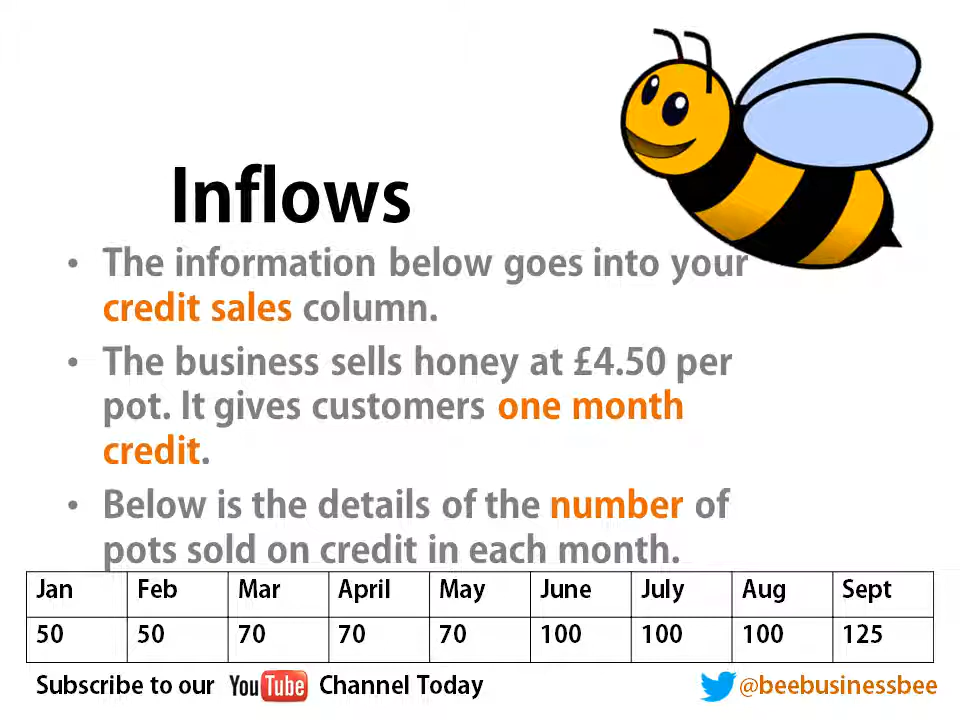 Inflows
• The information below goes into your
credit sales column.
• The business sells honey at £4.50 per
pot. It gives customers one month
credit.
• Below is the details of the number of
pots sold on credit in each month.
Jan Feb Mar April May June July Aug Sept
50 50 70 70 70 100 100 100 125
Subscribe to our YouTube Channel Today @beebusinessbee